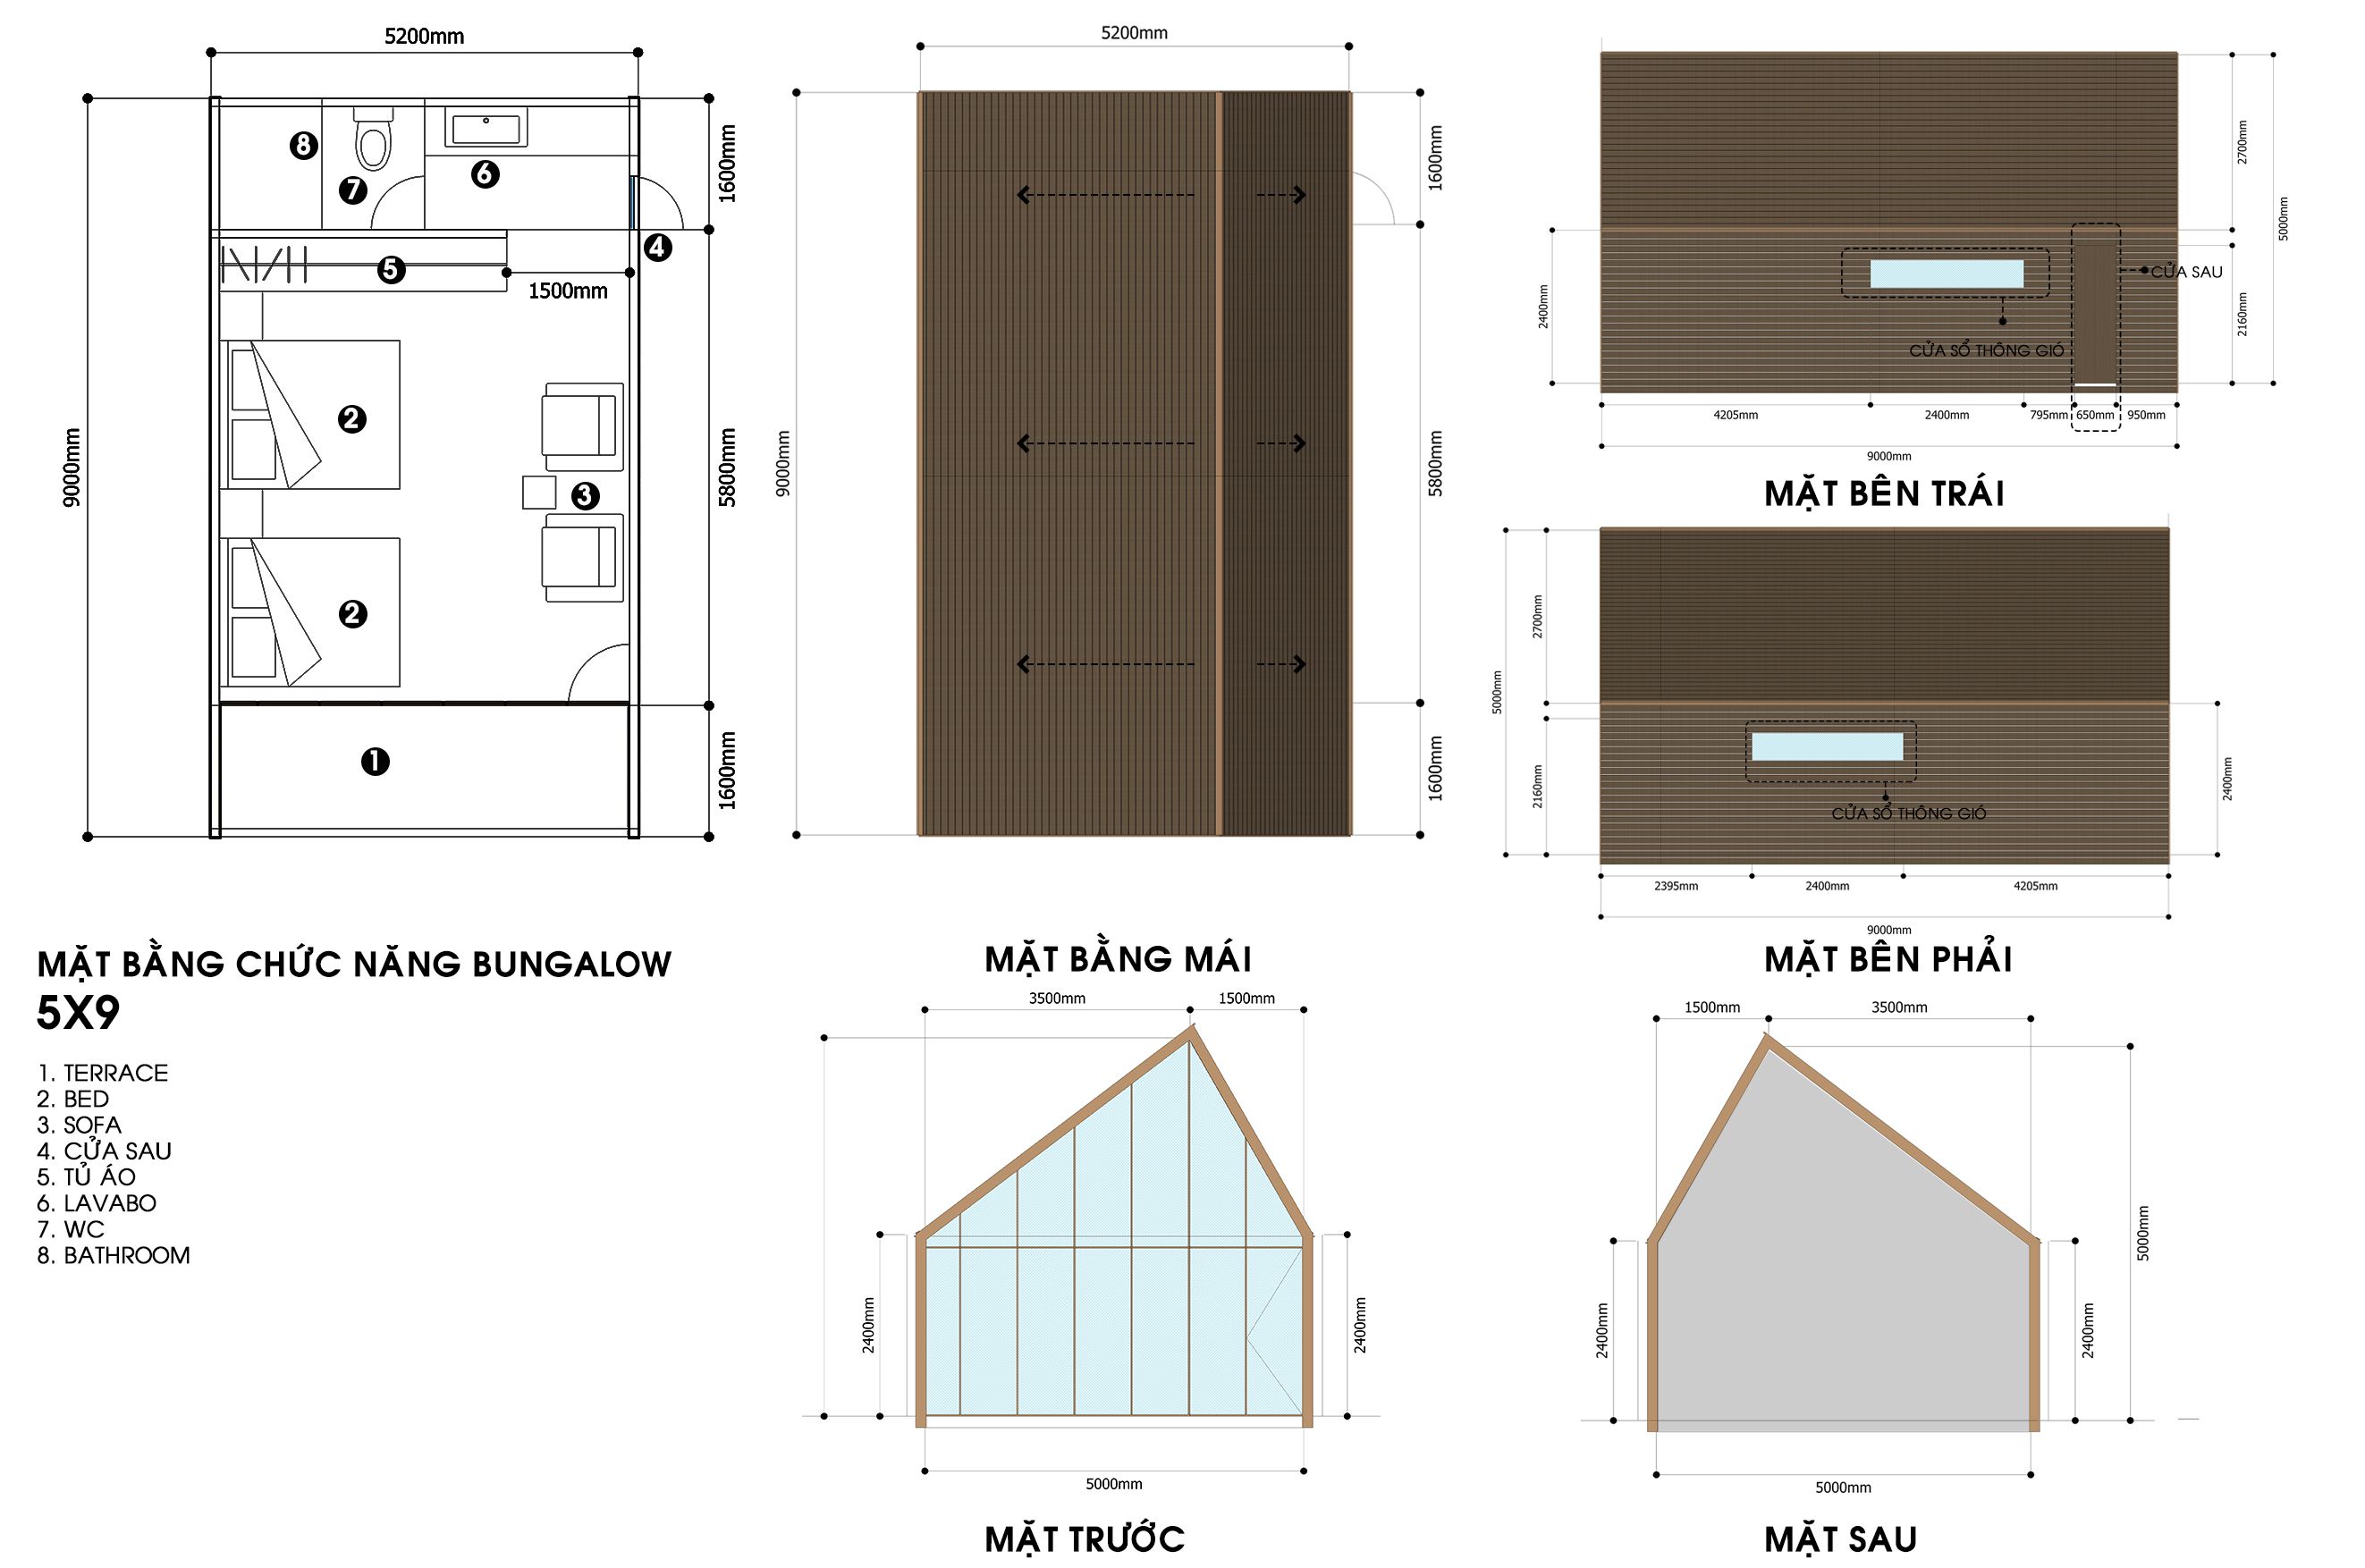 5200mm
9000mm
1600mm
5800mm
1600mm
1500mm
8
7
6
4
5
2
3
2
1
MẶT BẰNG CHỨC NĂNG BUNGALOW
5X9
1. TERRACE
2. BED
3. SOFA
4. CỬA SAU
5. TỦ ÁO
6. LAVABO
7. WC
8. BATHROOM
5200mm
9000mm
1600mm
5800mm
1600mm
MẶT BẰNG MÁI
2700mm
5000mm
2400mm
2160mm
CỬA SAU
CỬA SỔ THÔNG GIÓ
4205mm
2400mm
795mm
650mm
950mm
9000mm
MẶT BÊN TRÁI
5000mm
2700mm
2160mm
2400mm
CỬA SỔ THÔNG GIÓ
2395mm
2400mm
4205mm
9000mm
MẶT BÊN PHẢI
3500mm
1500mm
2400mm
2400mm
5000mm
MẶT TRƯỚC
1500mm
3500mm
2400mm
2400mm
5000mm
5000mm
MẶT SAU